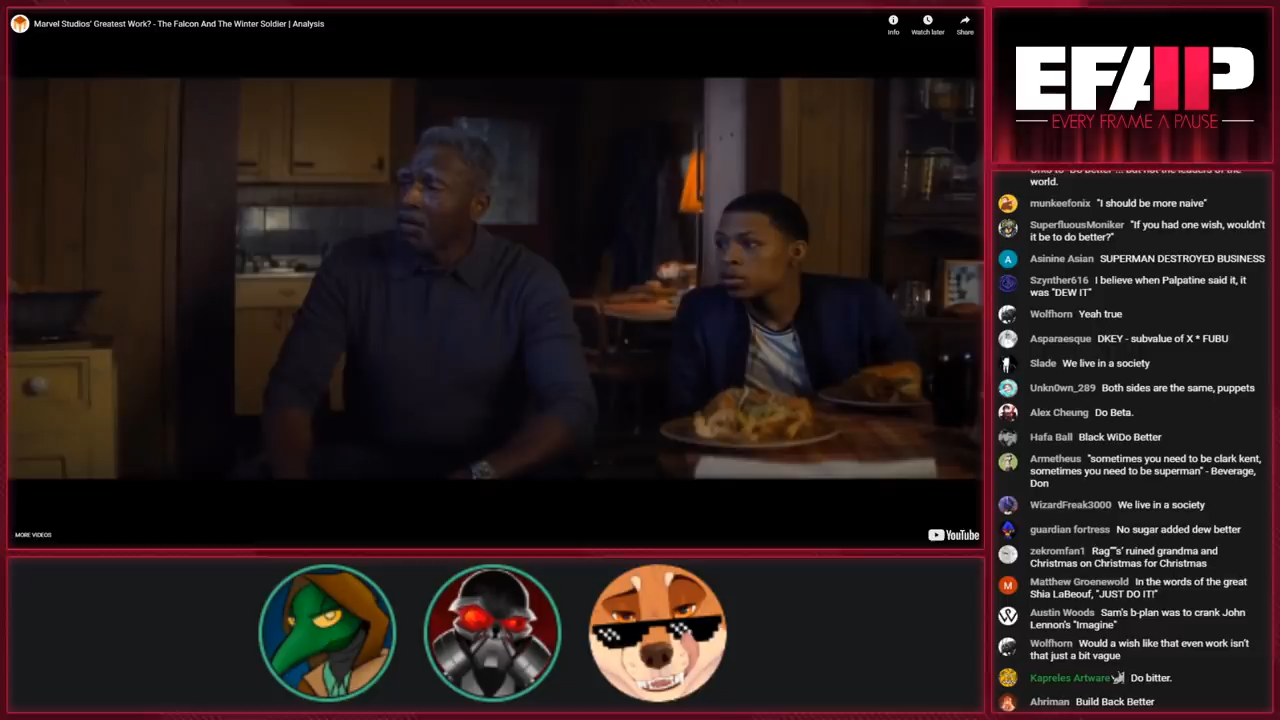 Marvel Studios' Greatest Work? - The Falcon And The Winter Soldier | Analysis
Info
Watch later
Share
MORE VIDEOS
YouTube
EFAP
EVERY FRAME A PAUSE
world.
munkeefonix "I should be more naive"
SuperfluousMoniker "If you had one wish, wouldn't
it be to do better?"
Asinine Asian SUPERMAN DESTROYED BUSINESS
Szynther616 I believe when Palpatine said it, it
was "DEW IT"
Wolfhorn Yeah true
Asparaesque DKEY - subvalue of X * FUBU
Slade We live in a society
Unkn0wn_289 Both sides are the same, puppets
Alex Cheung Do Beta.
Hafa Ball Black WiDo Better
Armetheus "sometimes you need to be clark kent,
sometimes you need to be superman" - Beverage,
Don
WizardFreak3000 We live in a society
guardian fortress No sugar added dew better
zekromfan1 Rag""s' ruined grandma and
Christmas on Christmas for Christmas
A
M
Matthew Groenewold In the words of the great
Shia LaBeouf, "JUST DO IT!"
W
Austin Woods Sam's b-plan was to crank John
Lennon's "Imagine"
Wolfhorn Would a wish like that even work isn't
that just a bit vague
Kapreles Artware Do bitter.
Ahriman Build Back Better